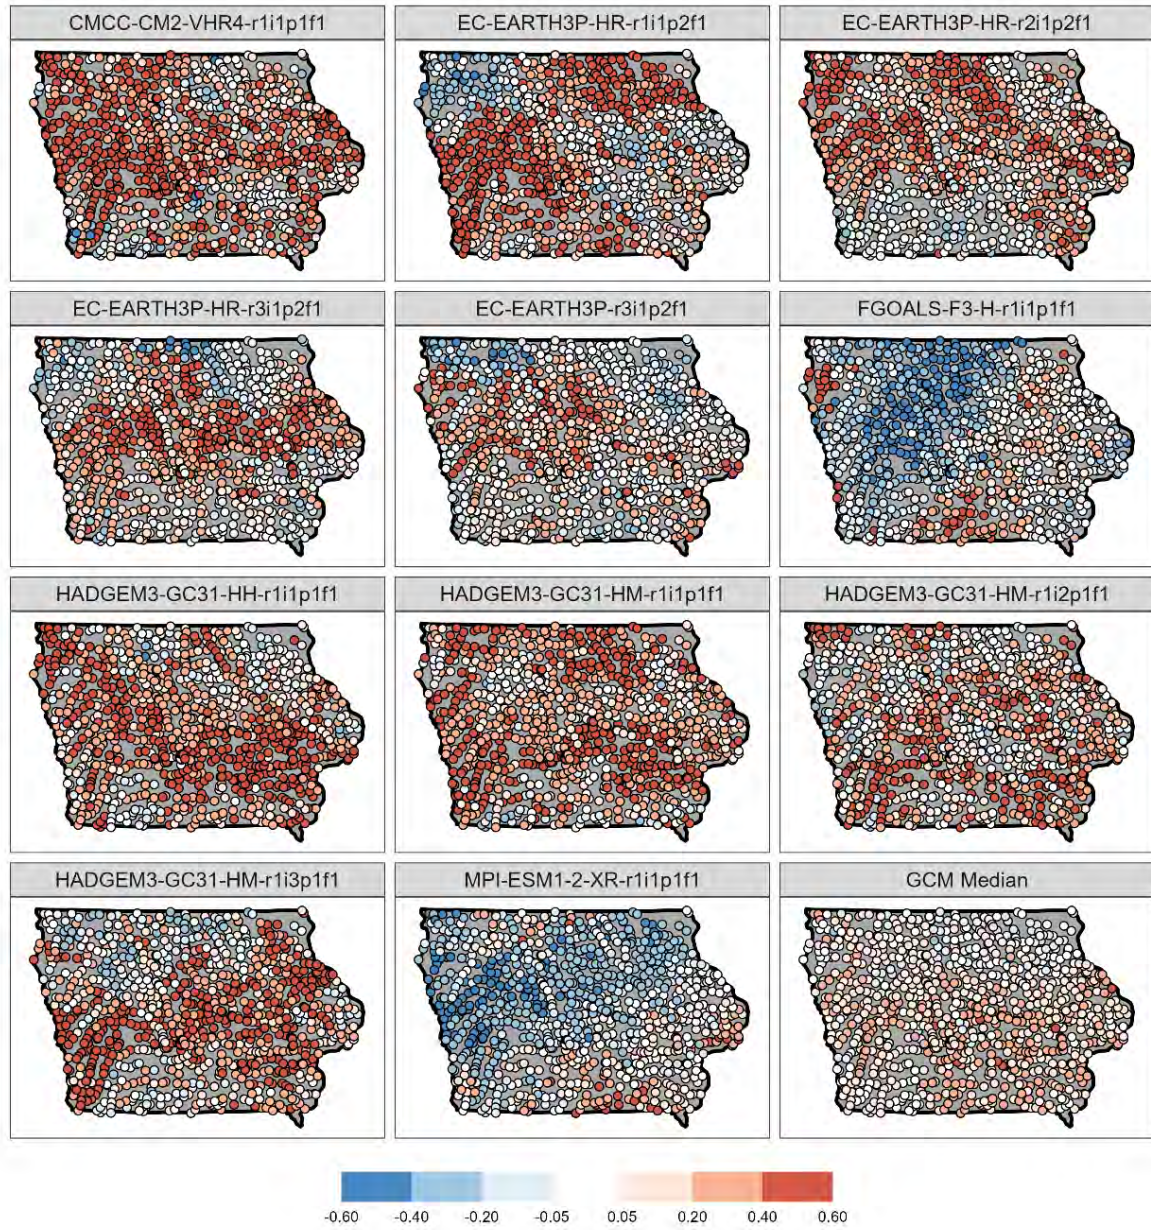 CMCC-CM2-VHR4-r1i1p1f1
EC-EARTH3P-HR-r1i1p2f1
EC-EARTH3P-HR-r2i1p2f1
EC-EARTH3P-HR-r3i1p2f1
EC-EARTH3P-r3i1p2f1
FGOALS-F3-H-r1i1p1f1
HADGEM3-GC31-HH-r1i1p1f1
HADGEM3-GC31-HM-r1i1p1f1
HADGEM3-GC31-HM-r1i2p1f1
HADGEM3-GC31-HM-r1i3p1f1
MPI-ESM1-2-XR-r1i1p1f1
GCM Median
-0.60 -0.40 -0.20 -0.05 0.05 0.20 0.40 0.60